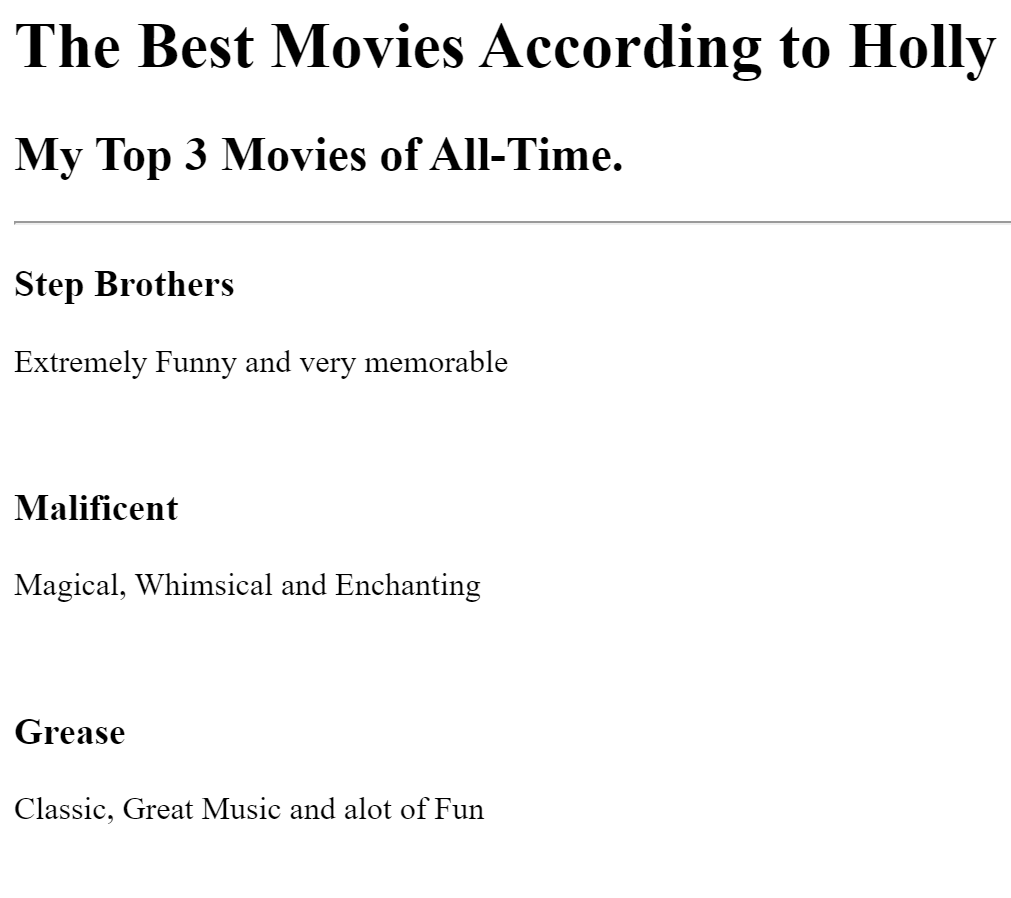 The Best Movies According to Holly
My Top 3 Movies of All-Time.
Step Brothers
Extremely Funny and very memorable
Malificent
Magical, Whimsical and Enchanting
Grease
Classic, Great Music and alot of Fun